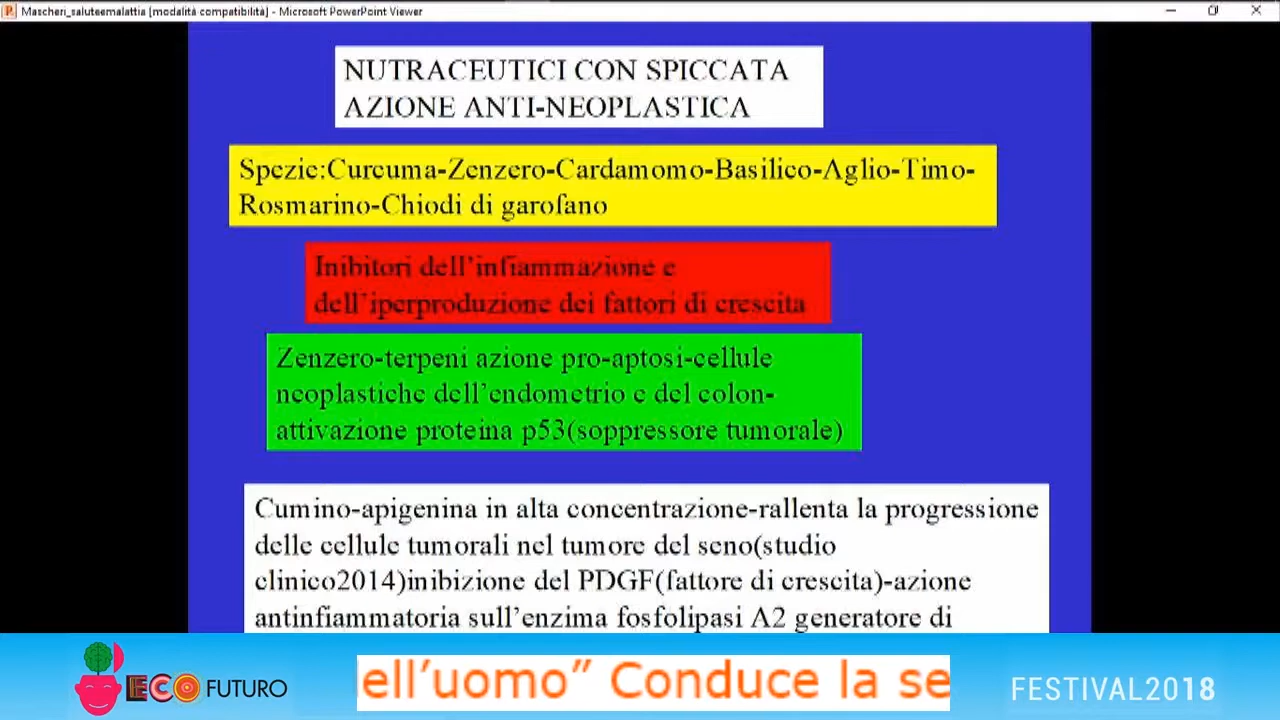 Mascheri_saluteemalattia [modalità compatibilità] - Microsoft PowerPoint Viewer
NUTRACEUTICI CON SPICCATA
AZIONE ANTI-NEOPLASTICA
Spezie:Curcuma-Zenzero-Cardamomo-Basilico-Aglio-Timo-
Rosmarino-Chiodi di garofano
Inibitori dell'infiammazione e
dell'iperproduzione dei fattori di crescita
Zenzero-terpeni azione pro-aptosi-cellule
neoplastiche dell'endometrio e del colon-
attivazione proteina p53(soppressore tumorale)
Cumino-apigenina in alta concentrazione-rallenta la progressione
delle cellule tumorali nel tumore del seno(studio
clinico2014)inibizione del PDGF(fattore di crescita)-azione
antinfiammatoria sull'enzima fosfolipasi A2 generatore di
ECO FUTURO
ell'uomo” Conduce la se
FESTIVAL2018